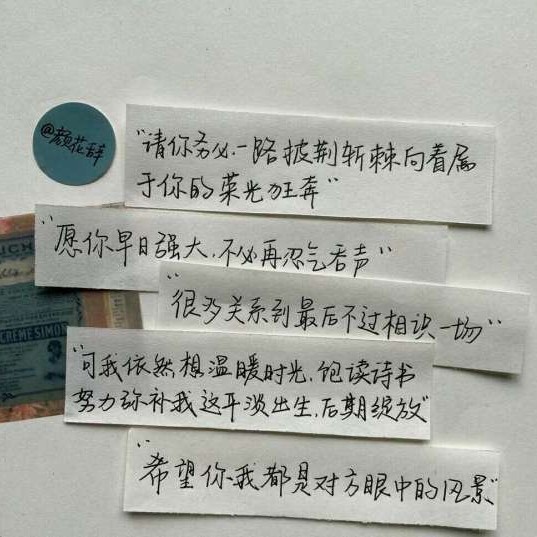 @颜花辞
"请你务必一路披荆斩棘向着属
于你的荣光狂奔"
"愿你早日强大,不必再忍气吞声"
"很多关系到最后不过相识一场"
"可我依然想温暖时光,饱读诗书
努力弥补我这平淡出生,后期绽放"
"希望你我都是对方眼中的风景"
CREME SIMON